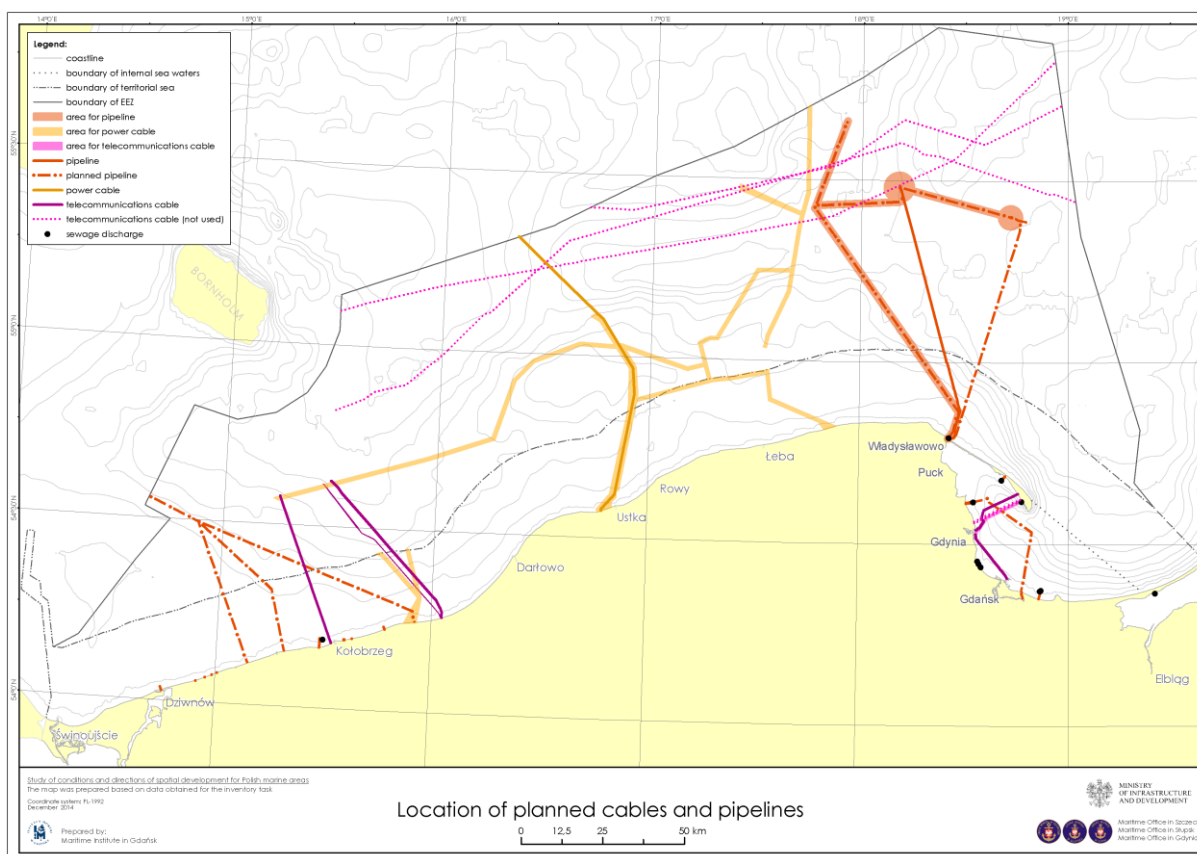 14°0'E 15°0'E 16°0'E 17°0'E 18°0'E 19°0'E
Legend:
coastline
boundary of internal sea waters
boundary of territorial sea
boundary of EEZ
area for pipeline
area for power cable
area for telecommunications cable
pipeline
planned pipeline
power cable
telecommunications cable
telecommunications cable (not used)
sewage discharge
BORNHOLM
Władysławowo
Puck
Łeba
Rowy
Ustka
Gdynia
Darłowo
Gdańsk
Kołobrzeg
Elbląg
Dziwnów
Świnoujście
54°30'N
54°0'N
Study of conditions and directions of spatial development for Polish marine areas
The map was prepared based on data obtained for the inventory task
Coordinate system: PL-1992
December 2014
Prepared by:
Maritime Institute in Gdańsk
Location of planned cables and pipelines
0 12,5 25 50 km
MINISTRY
OF INFRASTRUCTURE
AND DEVELOPMENT
Maritime Office in Szczec
Maritime Office in Słupsk
Maritime Office in Gdynia